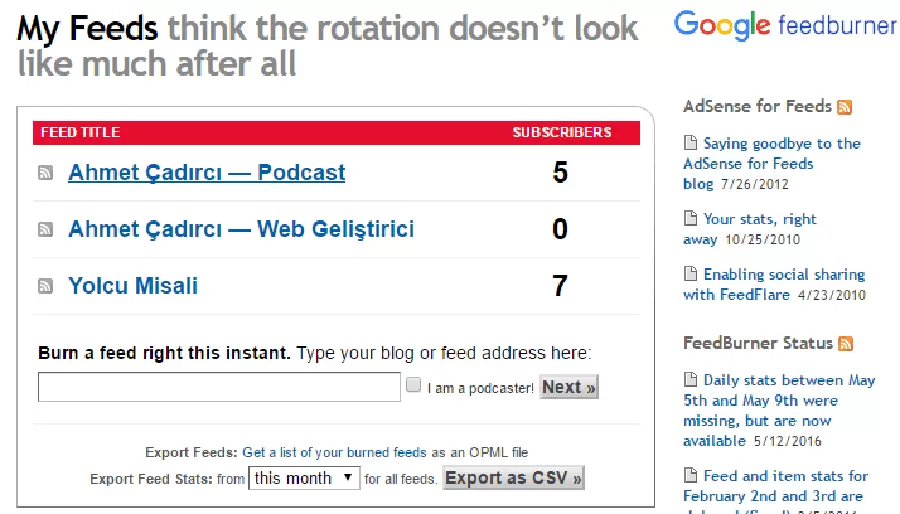 My Feeds think the rotation doesn't look
like much after all
Google feedburner
FEED TITLE SUBSCRIBERS
Ahmet Çadırcı — Podcast 5
Ahmet Çadırcı — Web Geliştirici 0
Yolcu Misali 7
Burn a feed right this instant. Type your blog or feed address here:
I am a podcaster! Next »
Export Feeds: Get a list of your burned feeds as an OPML file
Export Feed Stats: from this month for all feeds. Export as CSV »
AdSense for Feeds
Saying goodbye to the
AdSense for Feeds
blog 7/26/2012
Your stats, right
away 10/25/2010
Enabling social sharing
with FeedFlare 4/23/2010
FeedBurner Status
Daily stats between May
5th and May 9th were
missing, but are now
available 5/12/2016
Feed and item stats for
February 2nd and 3rd are